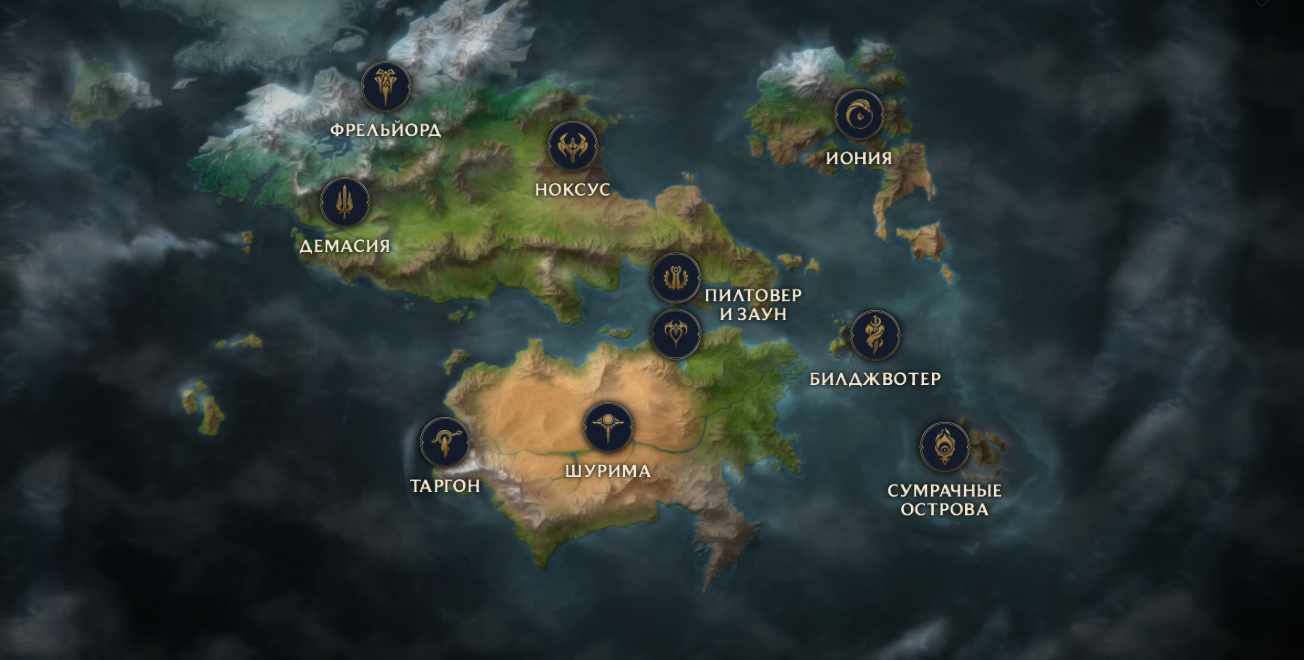 ФРЕЛЬЙОРД
ИОНИЯ
НОКСУС
ДЕМАСИЯ
ПИЛТОВЕР
И ЗАУН
БИЛДЖВОТЕР
ШУРИМА
ТАРГОН
СУМРАЧНЫЕ
ОСТРОВА